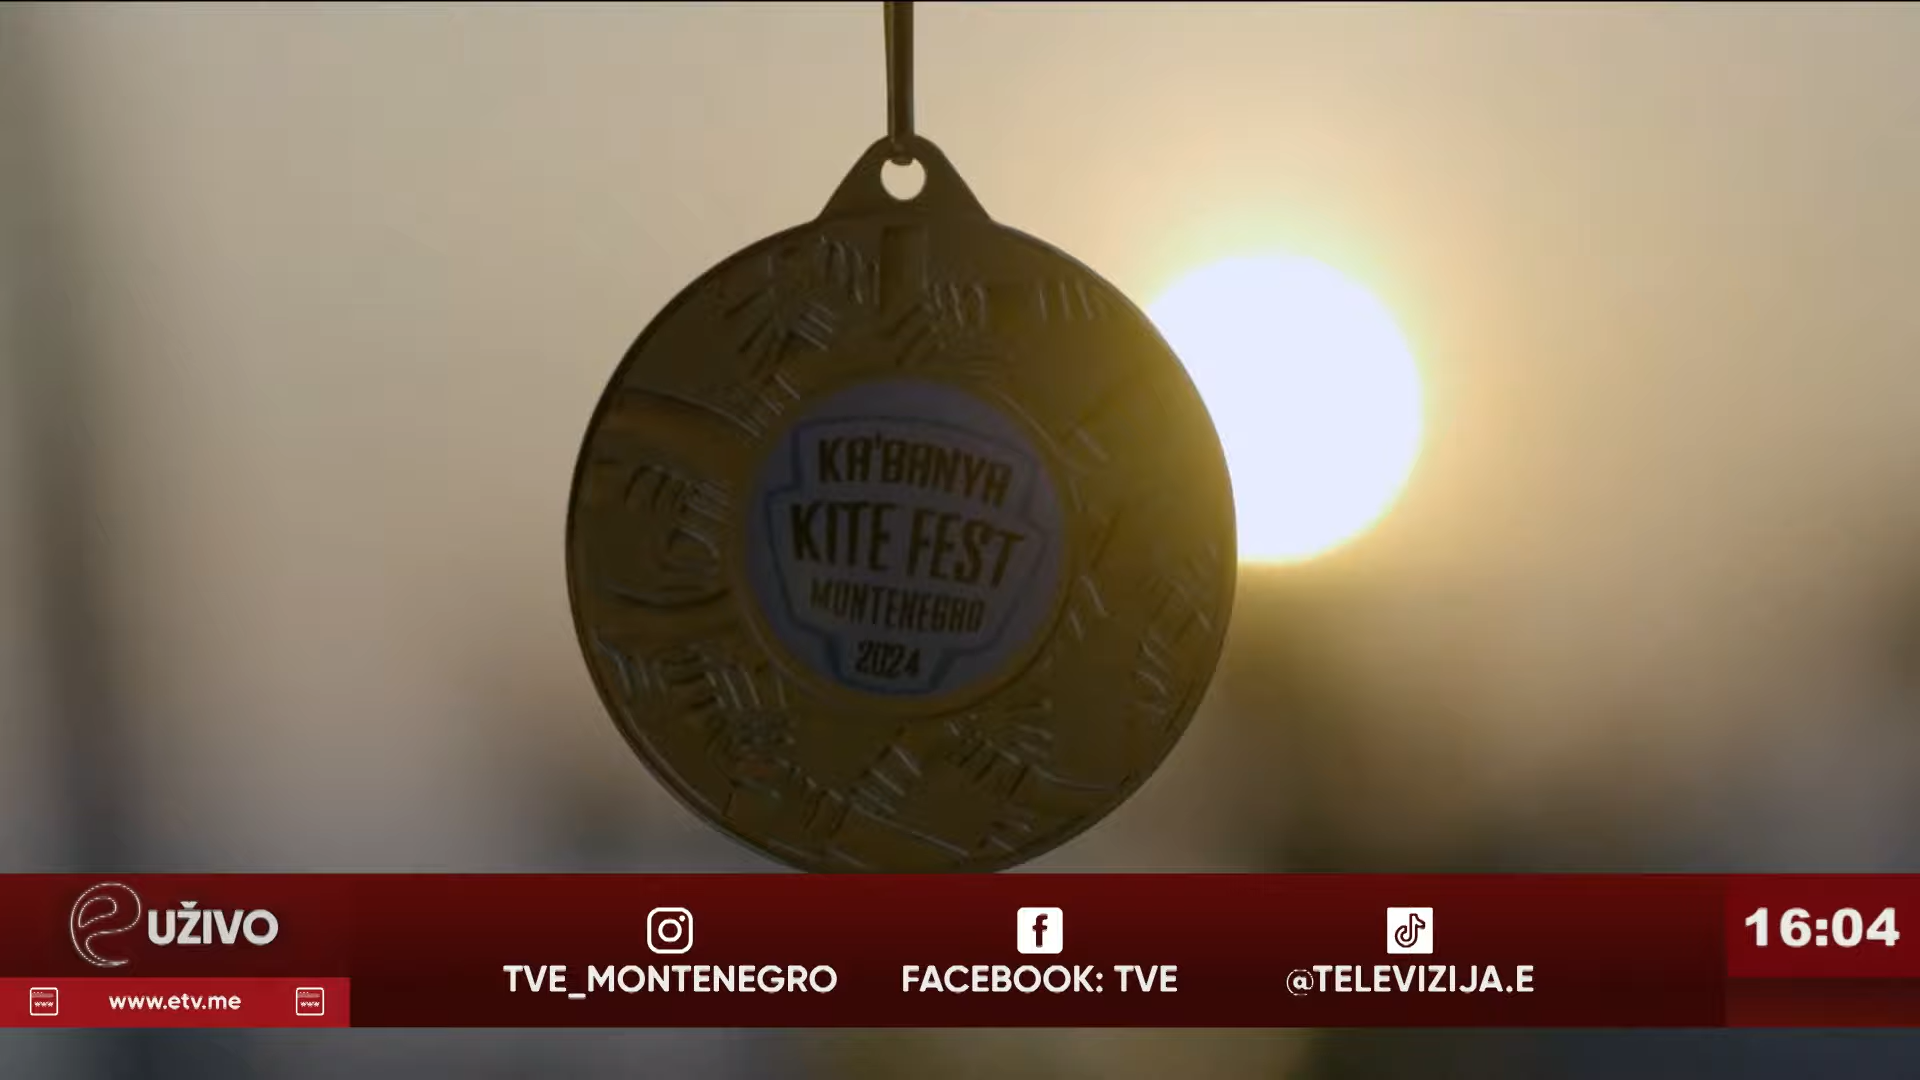 KA'BANYA
KITE FEST
MONTENEGRO
2024
e UŽIVO
www.etv.me
TVE_MONTENEGRO
FACEBOOK: TVE
@TELEVIZIJA.E
16:04